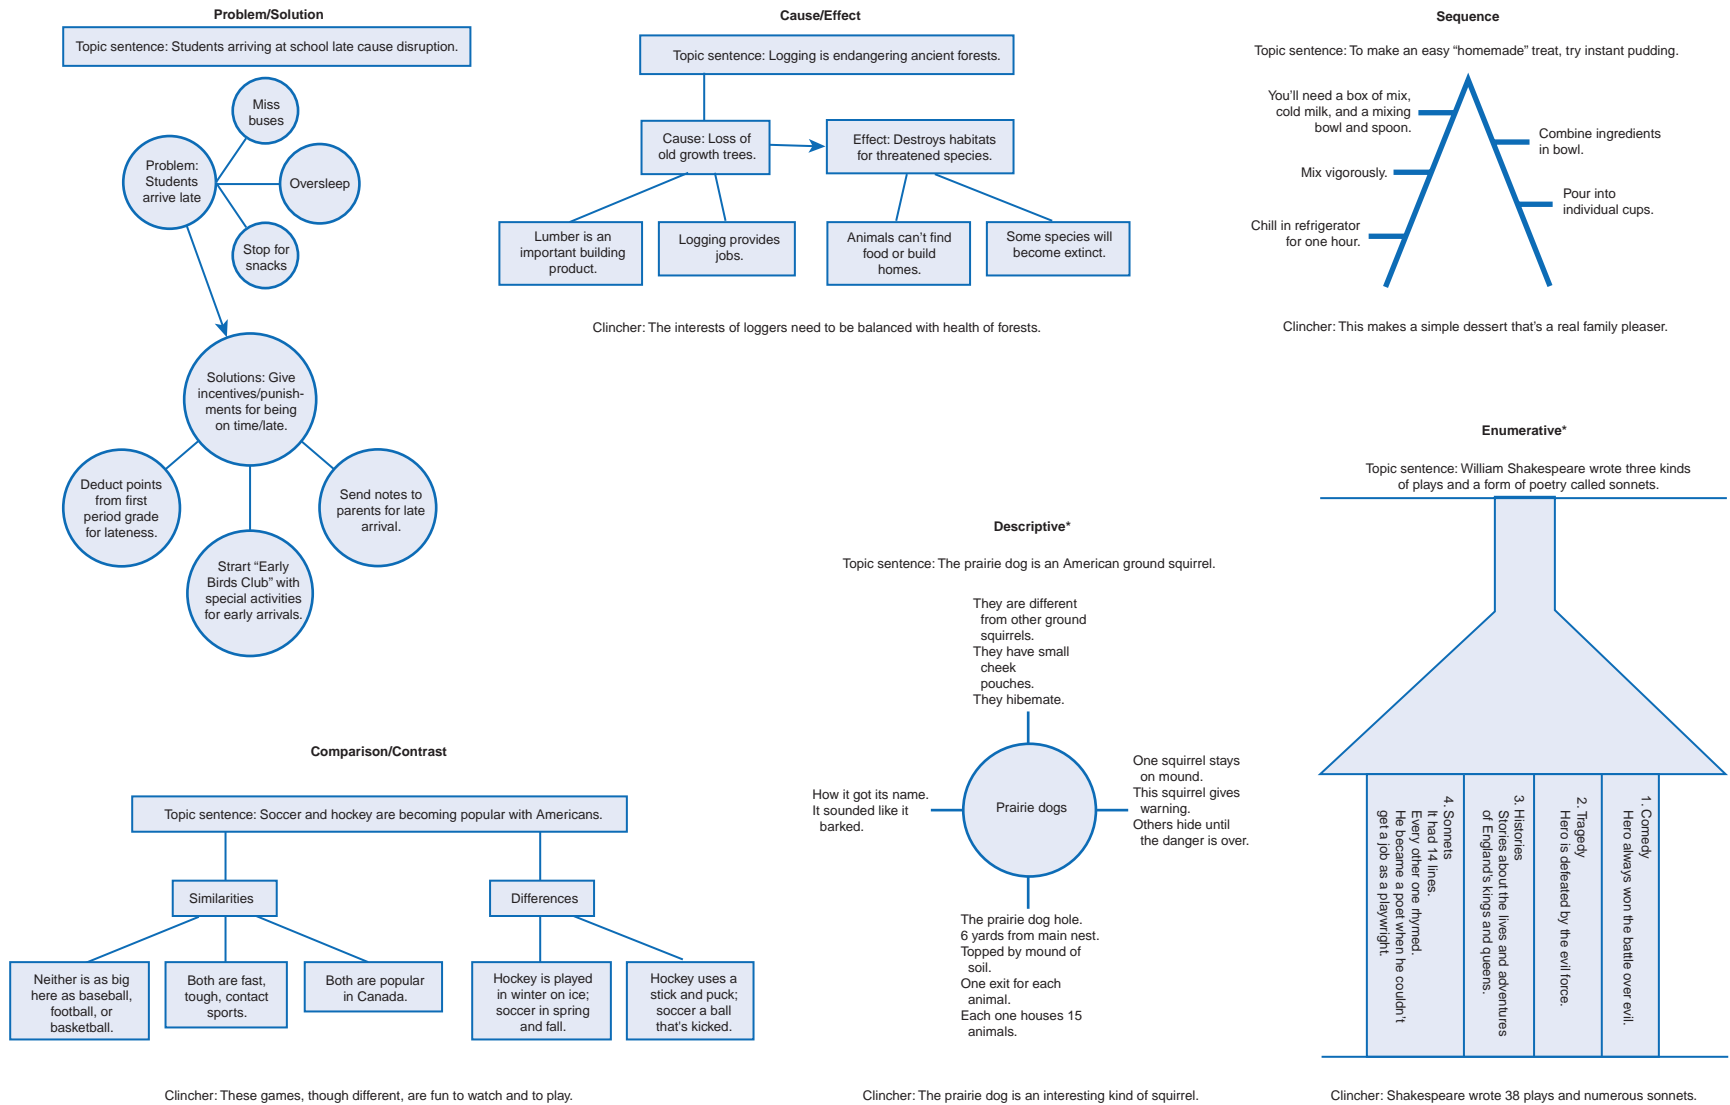 Problem/Solution
Topic sentence: Students arriving at school late cause disruption.
Miss
buses
Problem:
Students
arrive late
Oversleep
Stop for
snacks
Solutions: Give
incentives/punish-
ments for being
on time/late.
Deduct points
from first
period grade
for lateness.
Strart “Early
Birds Club” with
special activities
for early arrivals.
Send notes to
parents for late
arrival.
Cause/Effect
Topic sentence: Logging is endangering ancient forests.
Cause: Loss of
old growth trees.
Effect: Destroys habitats
for threatened species.
Lumber is an
important building
product.
Logging provides
jobs.
Animals can’t find
food or build
homes.
Some species will
become extinct.
Clincher: The interests of loggers need to be balanced with health of forests.
Sequence
Topic sentence: To make an easy “homemade” treat, try instant pudding.
You’ll need a box of mix,
cold milk, and a mixing
bowl and spoon.
Combine ingredients
in bowl.
Mix vigorously.
Pour into
individual cups.
Chill in refrigerator
for one hour.
Clincher: This makes a simple dessert that’s a real family pleaser.
Comparison/Contrast
Topic sentence: Soccer and hockey are becoming popular with Americans.
Similarities
Differences
Neither is as big
here as baseball,
football, or
basketball.
Both are fast,
tough, contact
sports.
Both are popular
in Canada.
Hockey is played
in winter on ice;
soccer in spring
and fall.
Hockey uses a
stick and puck;
soccer a ball
that’s kicked.
Clincher: These games, though different, are fun to watch and to play.
Descriptive*
Topic sentence: The prairie dog is an American ground squirrel.
They are different
from other ground
squirrels.
They have small
cheek
pouches.
They hibemate.
How it got its name.
It sounded like it
barked.
Prairie dogs
One squirrel stays
on mound.
This squirrel gives
warning.
Others hide until
the danger is over.
The prairie dog hole.
6 yards from main nest.
Topped by mound of
soil.
One exit for each
animal.
Each one houses 15
animals.
Clincher: The prairie dog is an interesting kind of squirrel.
Enumerative*
Topic sentence: William Shakespeare wrote three kinds
of plays and a form of poetry called sonnets.
1. Comedy
Hero always won the battle over evil.
2. Tragedy
Hero is defeated by the evil force.
3. Histories
Stories about the lives and adventures
of England’s kings and queens.
4. Sonnets
It had 14 lines.
Every other one rhymed.
He became a poet when he couldn’t
get a job as a playwright.
Clincher: Shakespeare wrote 38 plays and numerous sonnets.